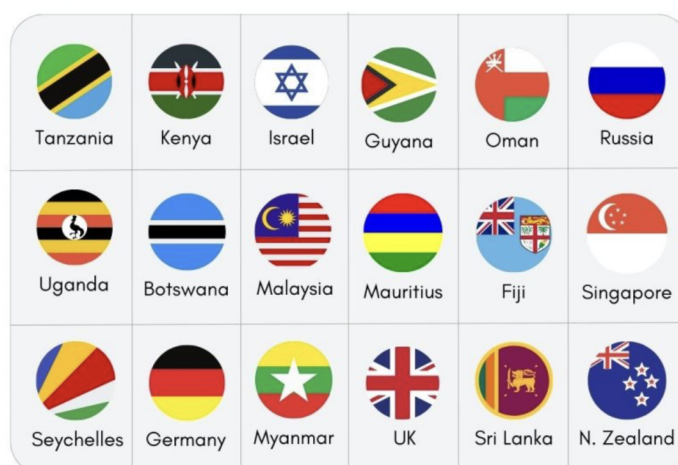 Tanzania
Kenya
Israel
Guyana
Oman
Russia
Uganda
Botswana
Malaysia
Mauritius
Fiji
Singapore
Seychelles
Germany
Myanmar
UK
Sri Lanka
N. Zealand